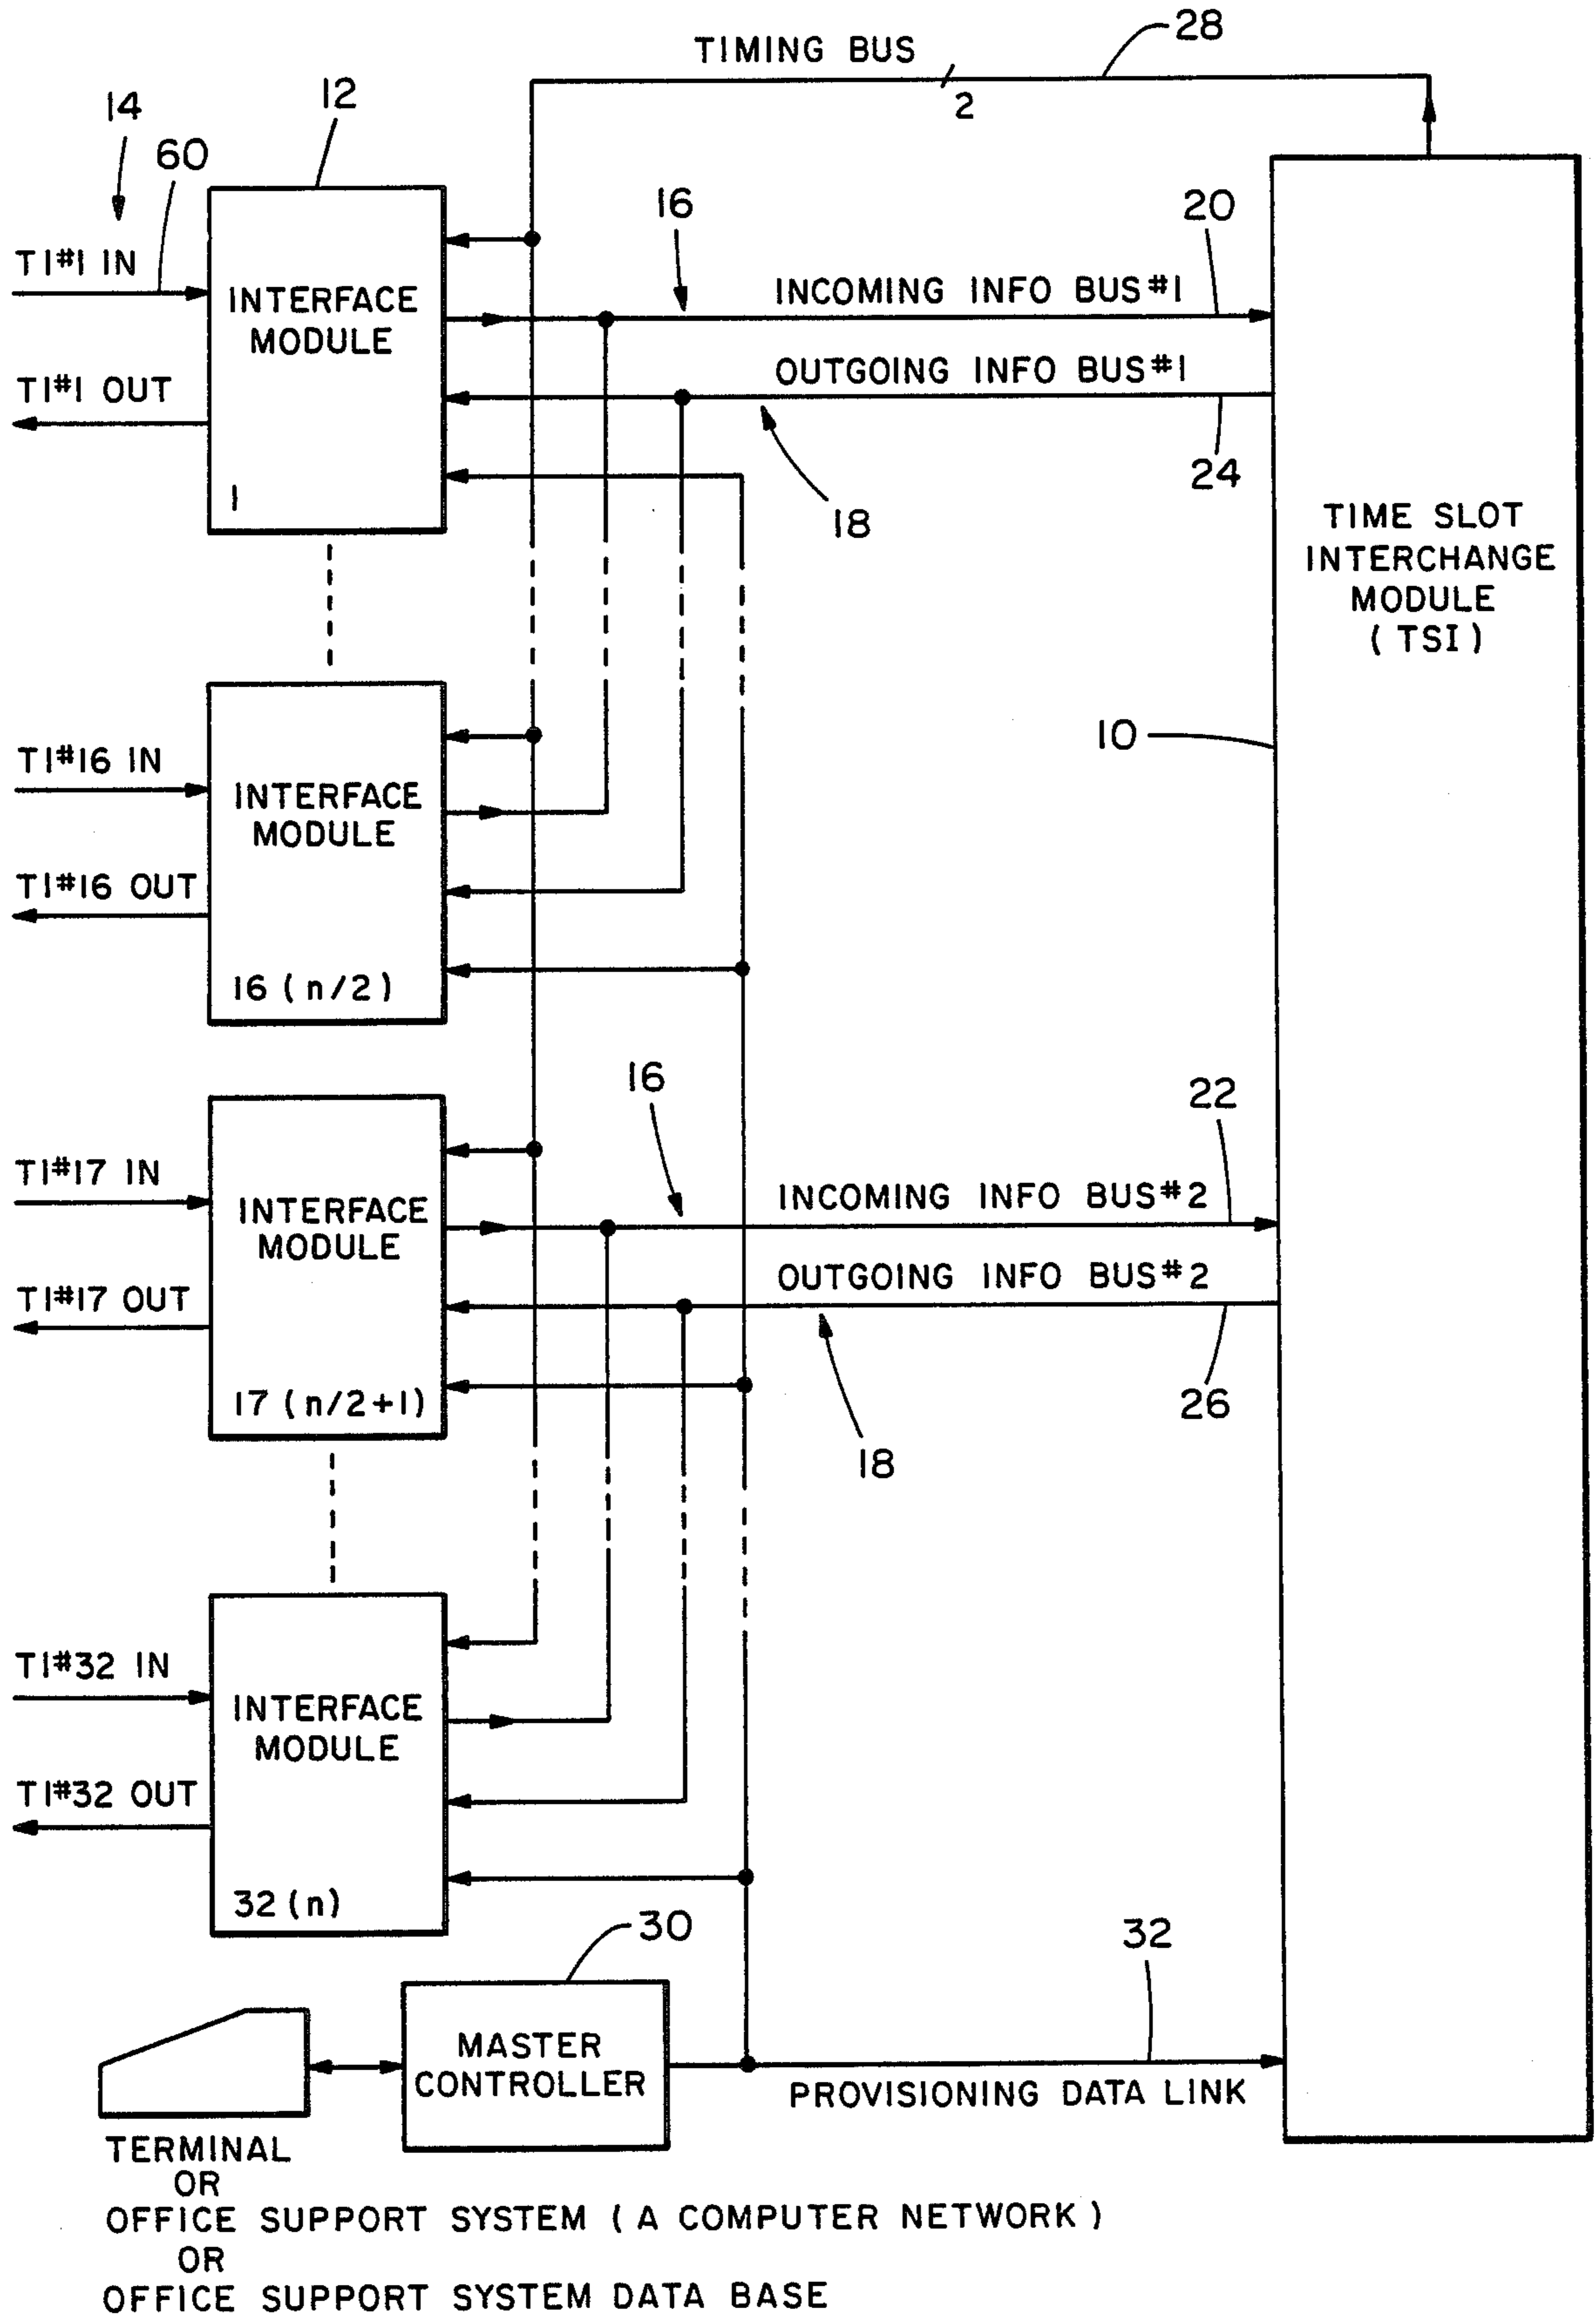 TIMING BUS
28
2
14
12
60
16
20
T1#1 IN
INTERFACE
MODULE
INCOMING INFO BUS#1
T1#1 OUT
OUTGOING INFO BUS#1
24
1
18
TIME SLOT
INTERCHANGE
MODULE
(TSI)
10
T1#16 IN
INTERFACE
MODULE
T1#16 OUT
16 (n/2)
16
22
T1#17 IN
INTERFACE
MODULE
INCOMING INFO BUS#2
T1#17 OUT
OUTGOING INFO BUS#2
17 (n/2+1)
26
18
T1#32 IN
INTERFACE
MODULE
T1#32 OUT
32 (n)
30
32
MASTER
CONTROLLER
PROVISIONING DATA LINK
TERMINAL
OR
OFFICE SUPPORT SYSTEM (A COMPUTER NETWORK)
OR
OFFICE SUPPORT SYSTEM DATA BASE